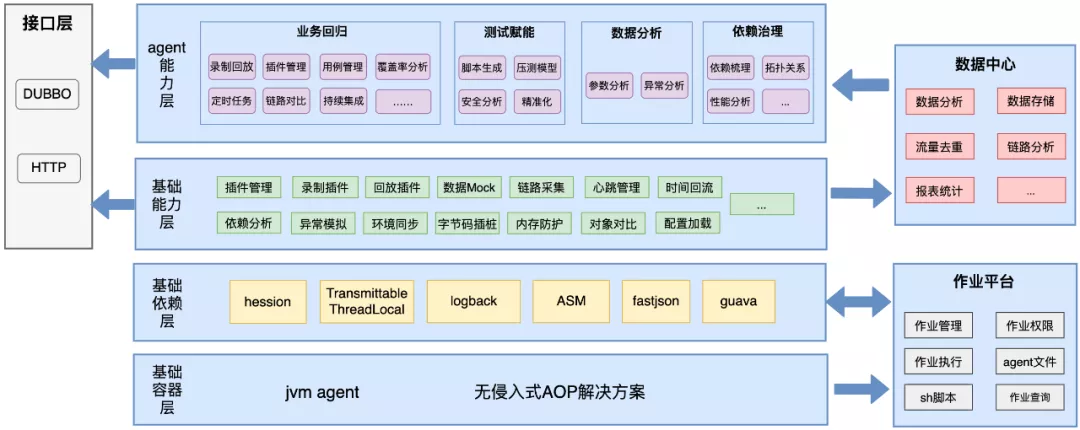 接口层
DUBBO
HTTP
agent
能
力
层
业务回归
录制回放 插件管理 用例管理 覆盖率分析
定时任务 链路对比 持续集成 ......
测试赋能
脚本生成 压测模型
安全分析 精准化
数据分析
参数分析 异常分析
依赖治理
依赖梳理 拓扑关系
性能分析 ...
数据中心
数据分析 数据存储
流量去重 链路分析
报表统计 ...
基础
能力
层
插件管理 录制插件 回放插件 数据Mock 链路采集 心跳管理 时间回流
...
依赖分析 异常模拟 环境同步 字节码插桩 内存防护 对象对比 配置加载
基础
依赖
层
hession
Transmittable
ThreadLocal
logback
ASM
fastjson
guava
基础
容器
层
jvm agent 无侵入式AOP解决方案
作业平台
作业管理 作业权限
作业执行 agent文件
sh脚本 作业查询